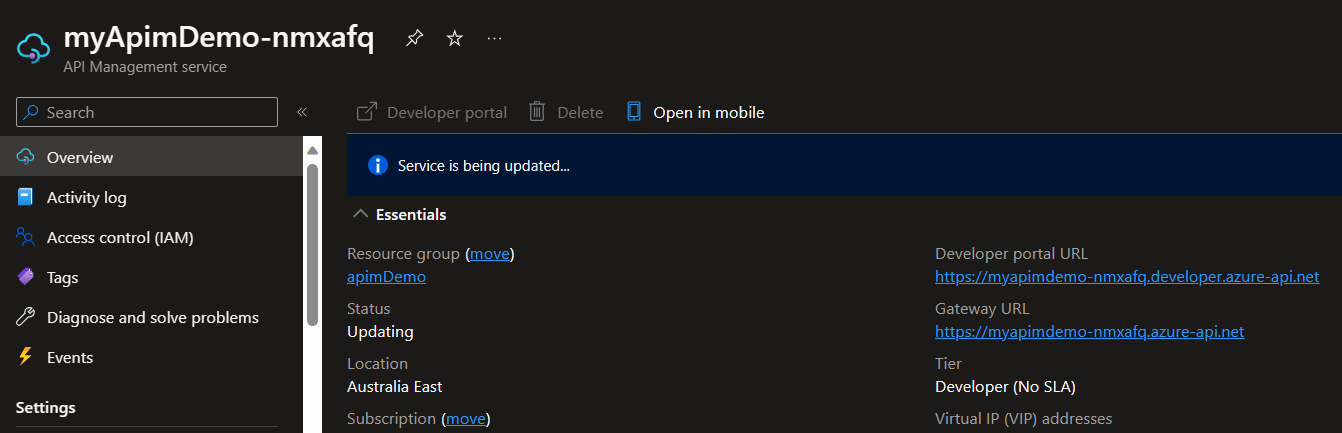 myApimDemo-nmxafq
API Management service
Search
Overview
Activity log
Access control (IAM)
Tags
Diagnose and solve problems
Events
Settings
Developer portal Delete Open in mobile
Service is being updated...
Essentials
Resource group (move)
apimDemo
Status
Updating
Location
Australia East
Subscription (move)
Developer portal URL
https://myapimdemo-nmxafq.developer.azure-api.net
Gateway URL
https://myapimdemo-nmxafq.azure-api.net
Tier
Developer (No SLA)
Virtual IP (VIP) addresses